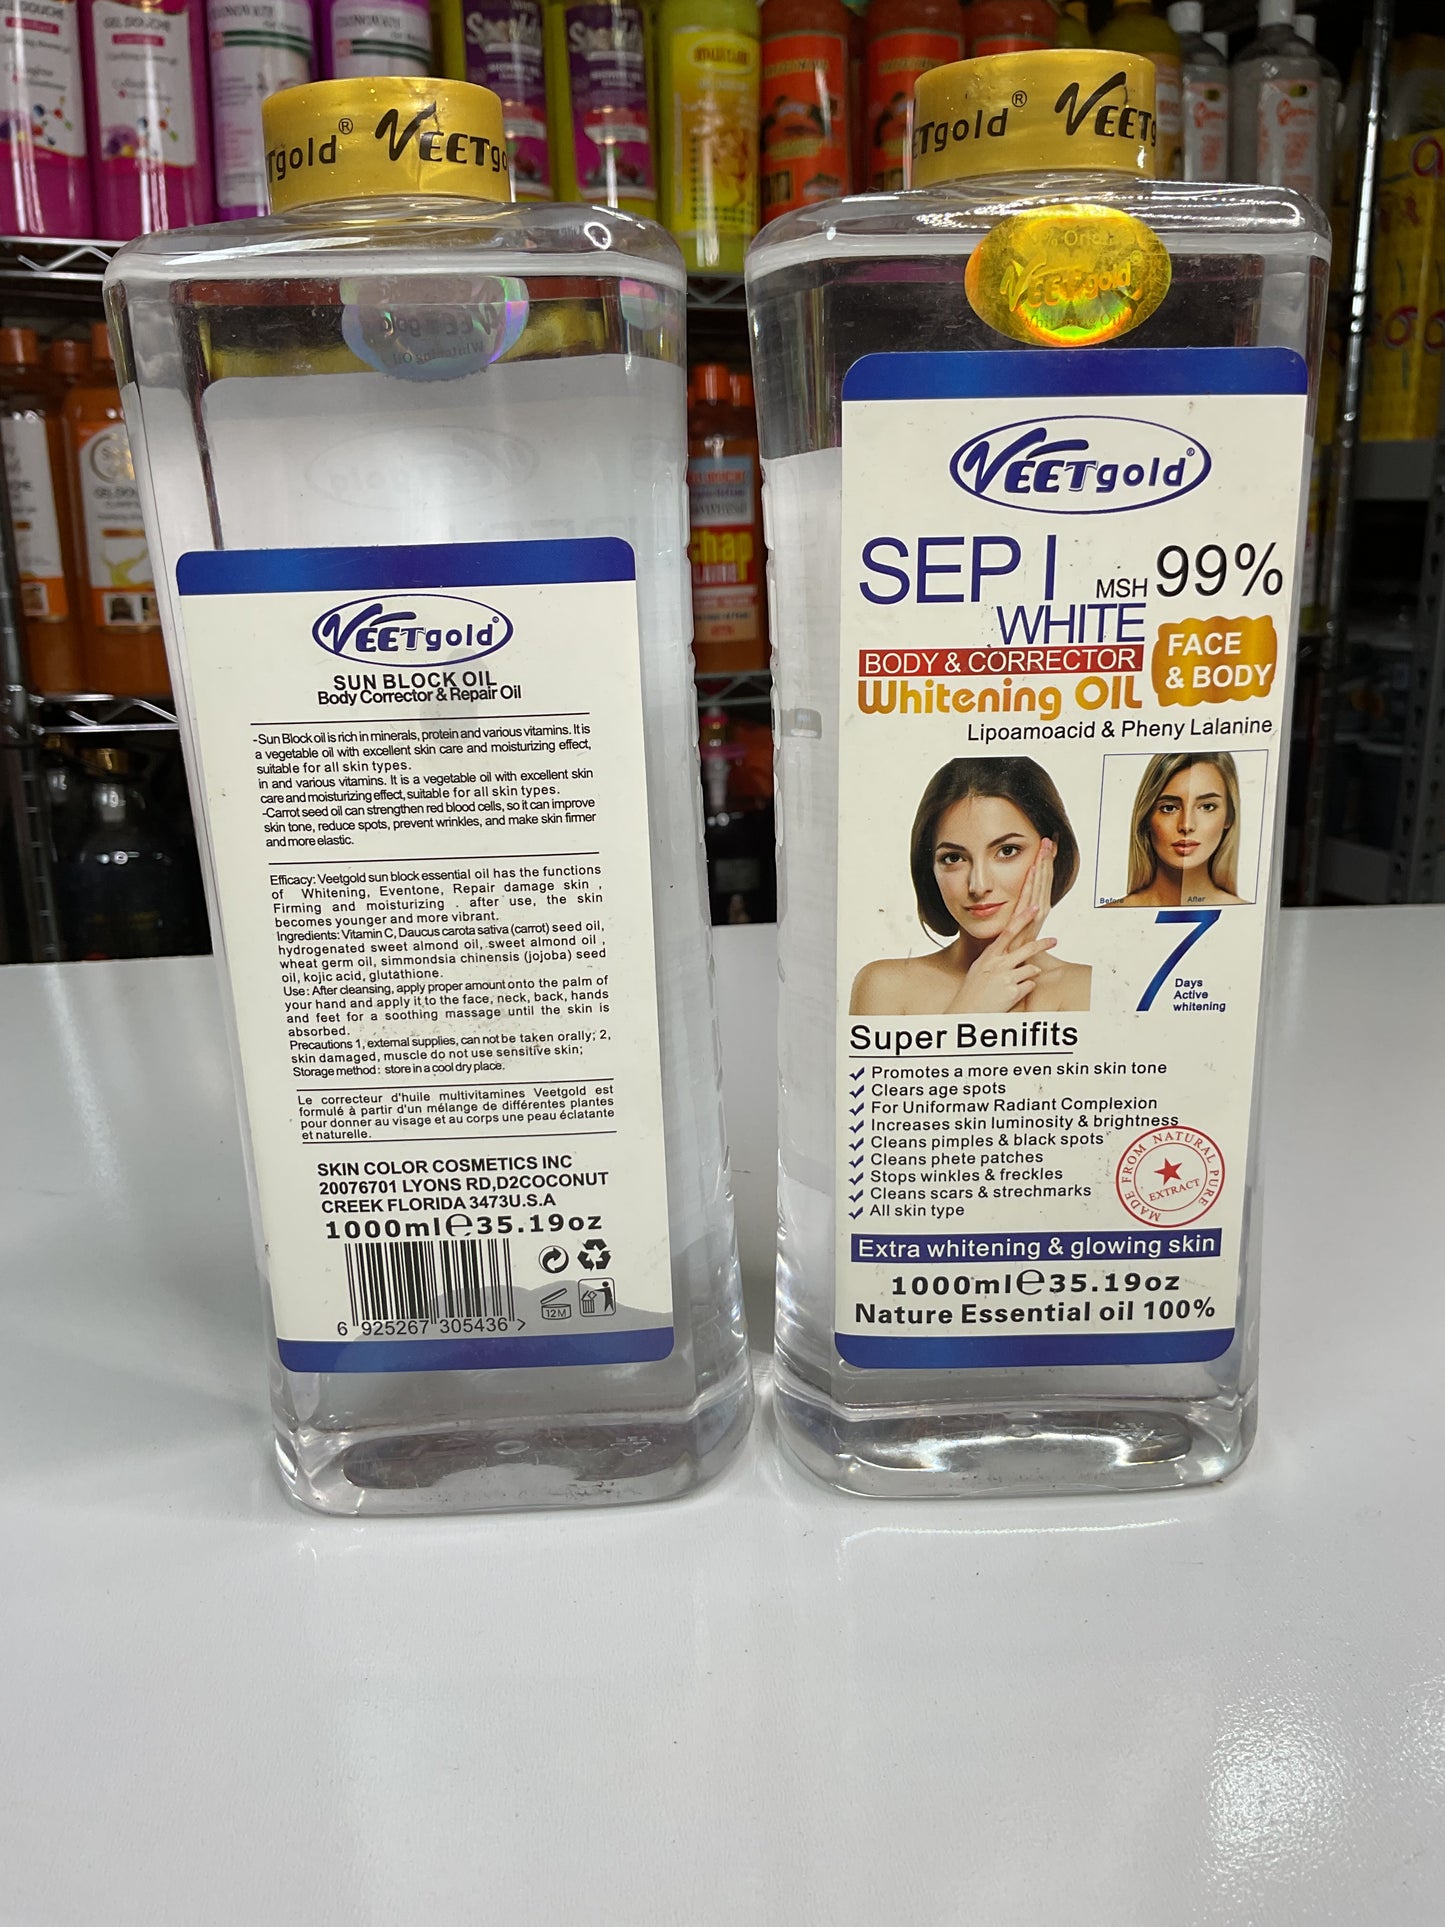 VEETgold®
SUN BLOCK OIL
Body Corrector & Repair Oil
-Sun Block oil is rich in minerals, protein and various vitamins. It is
a vegetable oil with excellent skin care and moisturizing effect,
suitable for all skin types.
in and various vitamins. It is a vegetable oil with excellent skin
care and moisturizing effect, suitable for all skin types.
-Carrot seed oil can strengthen red blood cells, so it can improve
skin tone, reduce spots, prevent wrinkles, and make skin firmer
and more elastic.
Efficacy: Veetgold sun block essential oil has the functions
of Whitening, Eventone, Repair damage skin ,
Firming and moisturizing . after use, the skin
becomes younger and more vibrant.
Ingredients: Vitamin C, Daucus carota sativa (carrot) seed oil,
hydrogenated sweet almond oil, sweet almond oil ,
wheat germ oil, simmondsia chinensis (jojoba) seed
oil, kojic acid, glutathione.
Use: After cleansing, apply proper amount onto the palm of
your hand and apply it to the face, neck, back, hands
and feet for a soothing massage until the skin is
absorbed.
Precautions 1, external supplies, can not be taken orally; 2,
skin damaged, muscle do not use sensitive skin;
Storage method: store in a cool dry place.
Le correcteur d'huile multivitamines Veetgold est
formulé à partir d'un mélange de différentes plantes
pour donner au visage et au corps une peau éclatante
et naturelle.
SKIN COLOR COSMETICS INC
20076701 LYONS RD,D2COCONUT
CREEK FLORIDA 3473U.S.A
1000ml℮35.19oz
12M
6 925267 305436 >
VEETgold®
VEETgold
VEETgold®
SEPI
MSH 99%
WHITE
BODY & CORRECTOR
Whitening OIL
FACE
& BODY
Lipoamoacid & Pheny Lalanine
Before After
7
Days
Active
whitening
Super Benifits
Promotes a more even skin skin tone
Clears age spots
For Uniformaw Radiant Complexion
Increases skin luminosity & brightness
Cleans pimples & black spots
Cleans phete patches
Stops winkles & freckles
Cleans scars & strechmarks
All skin type
MADE FROM NATURAL PURE
EXTRACT
Extra whitening & glowing skin
1000ml℮35.19oz
Nature Essential oil 100%